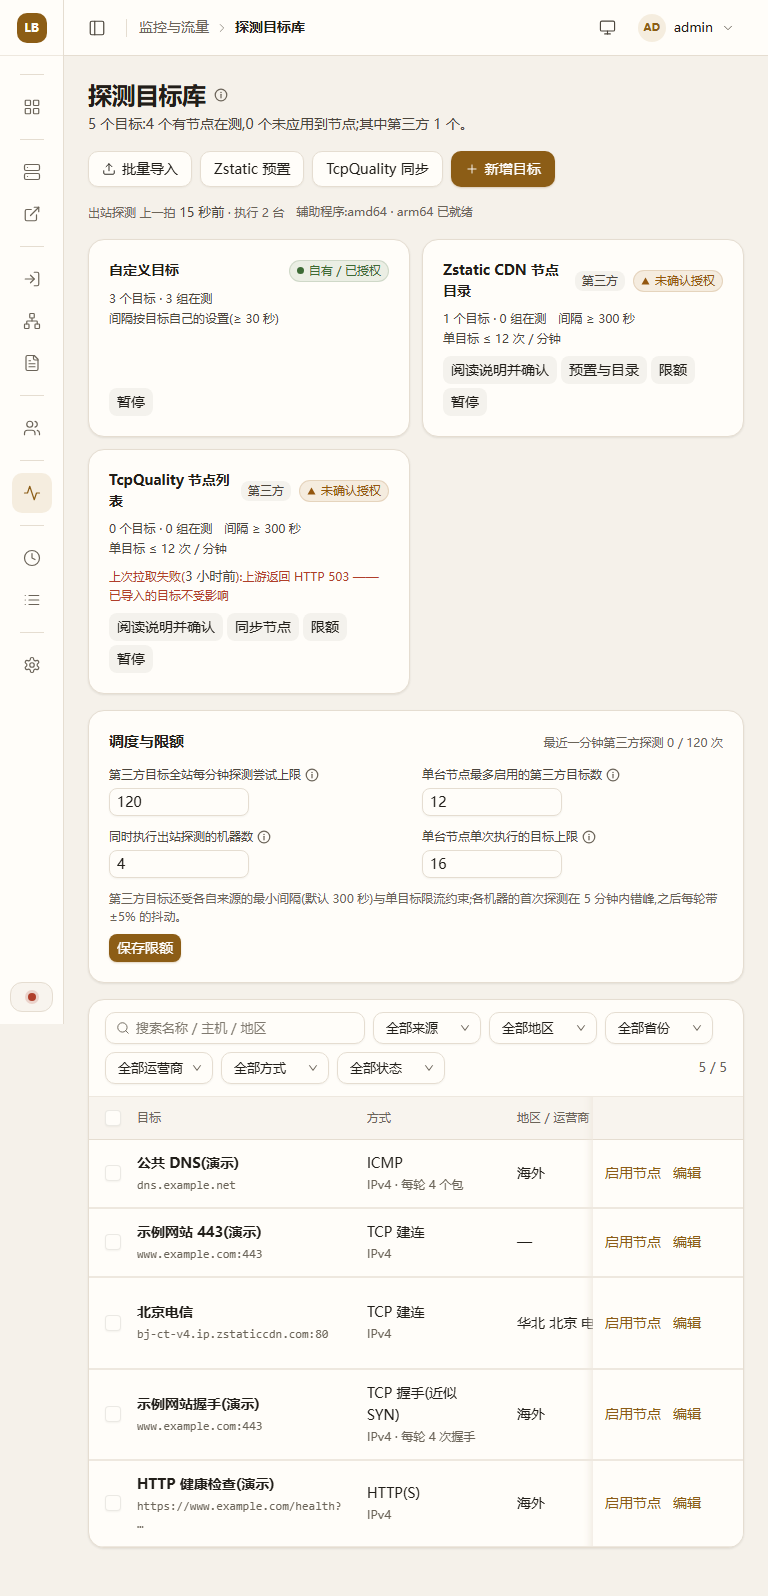 LB
监控与流量 > 探测目标库
AD admin
探测目标库
5 个目标:4 个有节点在测,0 个未应用到节点;其中第三方 1 个。
批量导入
Zstatic 预置
TcpQuality 同步
+ 新增目标
出站探测 上一拍 15 秒前 · 执行 2 台 辅助程序:amd64 · arm64 已就绪
自定义目标
自有 / 已授权
3 个目标 · 3 组在测
间隔按目标自己的设置(≥ 30 秒)
暂停
Zstatic CDN 节点
目录
第三方
未确认授权
1 个目标 · 0 组在测 间隔 ≥ 300 秒
单目标 ≤ 12 次 / 分钟
阅读说明并确认 预置与目录 限额
暂停
TcpQuality 节点列
表
第三方
未确认授权
0 个目标 · 0 组在测 间隔 ≥ 300 秒
单目标 ≤ 12 次 / 分钟
上次拉取失败(3 小时前):上游返回 HTTP 503 ——
已导入的目标不受影响
阅读说明并确认 同步节点 限额
暂停
调度与限额
最近一分钟第三方探测 0 / 120 次
第三方目标全站每分钟探测尝试上限
120
单台节点最多启用的第三方目标数
12
同时执行出站探测的机器数
4
单台节点单次执行的目标上限
16
第三方目标还受各自来源的最小间隔(默认 300 秒)与单目标限流约束;各机器的首次探测在 5 分钟内错峰,之后每轮带
±5% 的抖动。
保存限额
搜索名称 / 主机 / 地区
全部来源
全部地区
全部省份
全部运营商
全部方式
全部状态
5 / 5
目标 方式 地区 / 运营商
公共 DNS(演示)
dns.example.net
ICMP
IPv4 · 每轮 4 个包
海外
启用节点 编辑
示例网站 443(演示)
www.example.com:443
TCP 建连
IPv4
—
启用节点 编辑
北京电信
bj-ct-v4.ip.zstaticcdn.com:80
TCP 建连
IPv4
华北 北京 电
启用节点 编辑
示例网站握手(演示)
www.example.com:443
TCP 握手(近似
SYN)
IPv4 · 每轮 4 次握手
海外
启用节点 编辑
HTTP 健康检查(演示)
https://www.example.com/health?
…
HTTP(S)
IPv4
海外
启用节点 编辑